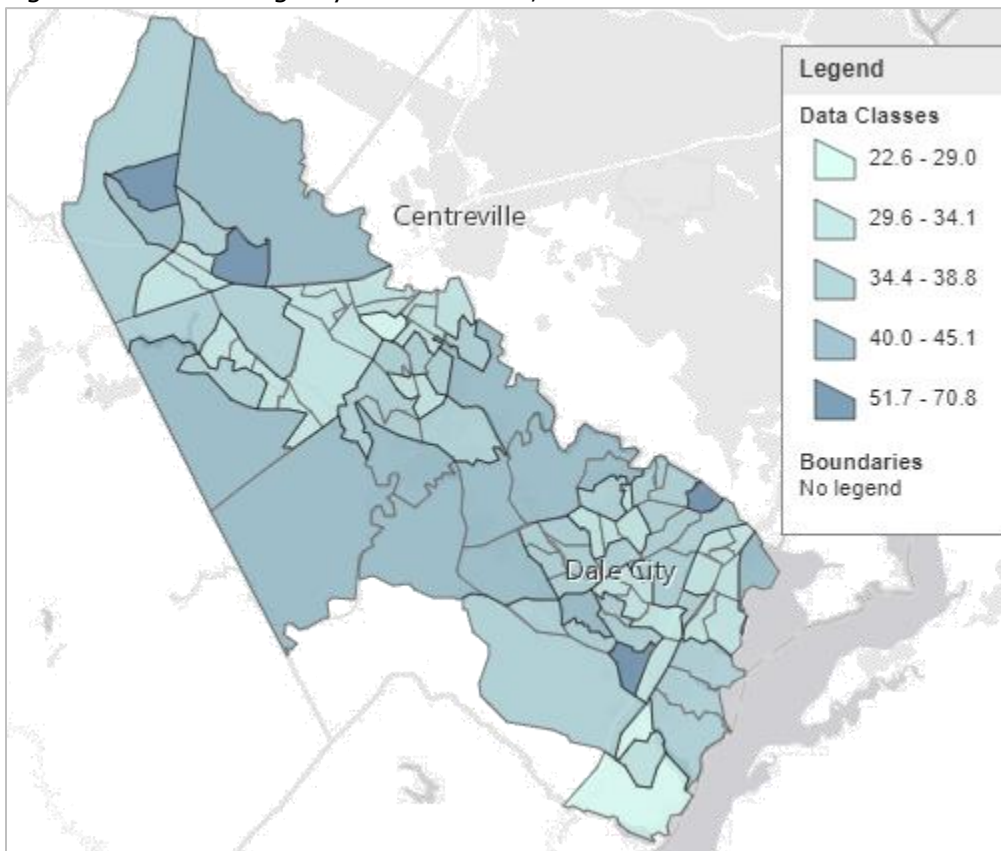 Legend
Data Classes
22.6 - 29.0
29.6 - 34.1
34.4 - 38.8
40.0 - 45.1
51.7 - 70.8
Boundaries
No legend
Centreville
Dale City